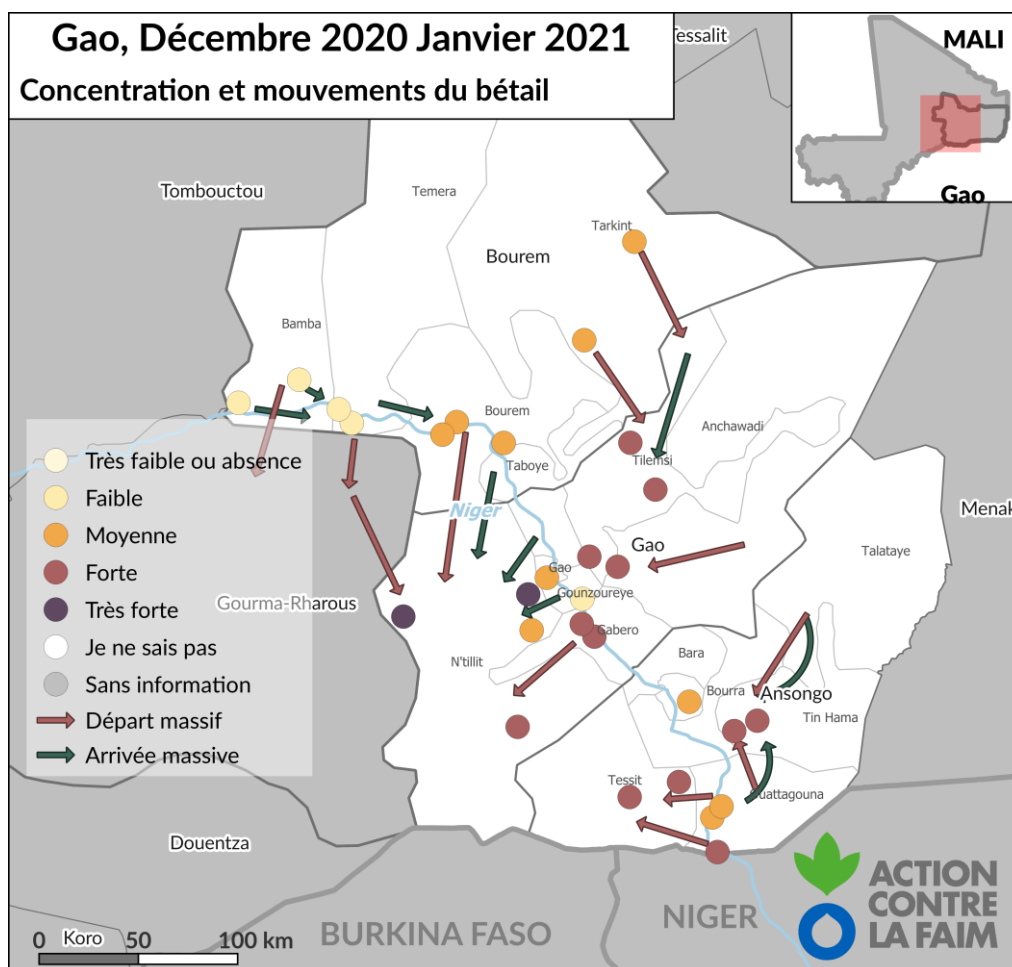 Gao, Décembre 2020 Janvier 2021
Concentration et mouvements du bétail
Tessalit
MALI
Gao
Tombouctou
Temera
Tarkint
Bourem
Bamba
Bourem
Anchawadi
Tilemsi
Taboye
Niger
Menak
Gao
Talataye
Gao
Gounzoureye
Gourma-Rharous
Gabero
N'tillit
Bara
Bourra
Ansongo
Tin Hama
Tessit
Ouattagouna
Très faible ou absence
Faible
Moyenne
Forte
Très forte
Je ne sais pas
Sans information
Départ massif
Arrivée massive
Douentza
Koro
0 50 100 km
BURKINA FASO
NIGER
ACTION
CONTRE
LA FAIM